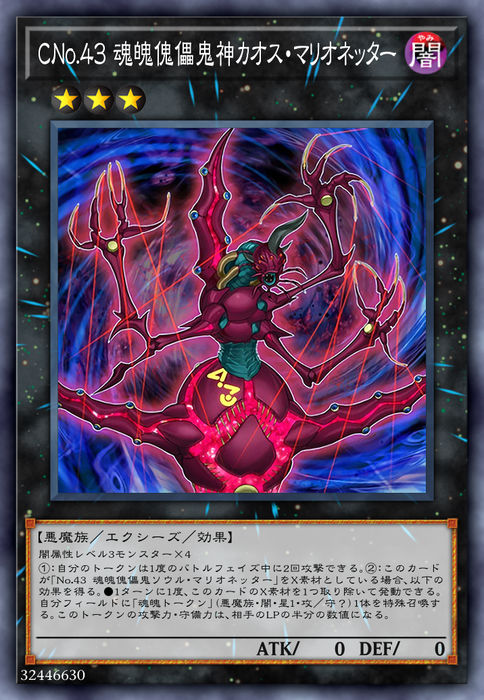 CNo.43 魂魄傀儡鬼神カオス・マリオネッター
やみ
闇
4.3
【悪魔族／エクシーズ／効果】
闇属性レベル3モンスター×4
①：自分のトークンは1度のバトルフェイズ中に2回攻撃できる。②：このカード
が「No.43 魂魄傀儡鬼ソウル・マリオネッター」をX素材としている場合、以下の
効果を得る。●1ターンに1度、このカードのX素材を1つ取り除いて発動できる。
自分フィールドに「魂魄トークン」(悪魔族・闇・星1・攻／守？)1体を特殊召喚す
る。このトークンの攻撃力・守備力は、相手のLPの半分の数値になる。
ATK/ 0 DEF/ 0
32446630